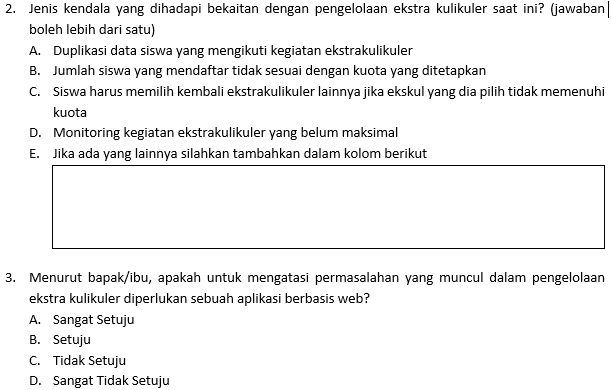 2. Jenis kendala yang dihadapi bekaitan dengan pengelolaan ekstra kulikuler saat ini? (jawaban
boleh lebih dari satu)
A. Duplikasi data siswa yang mengikuti kegiatan ekstrakulikuler
B. Jumlah siswa yang mendaftar tidak sesuai dengan kuota yang ditetapkan
C. Siswa harus memilih kembali ekstrakulikuler lainnya jika ekskul yang dia pilih tidak memenuhi
kuota
D. Monitoring kegiatan ekstrakulikuler yang belum maksimal
E. Jika ada yang lainnya silahkan tambahkan dalam kolom berikut
3. Menurut bapak/ibu, apakah untuk mengatasi permasalahan yang muncul dalam pengelolaan
ekstra kulikuler diperlukan sebuah aplikasi berbasis web?
A. Sangat Setuju
B. Setuju
C. Tidak Setuju
D. Sangat Tidak Setuju